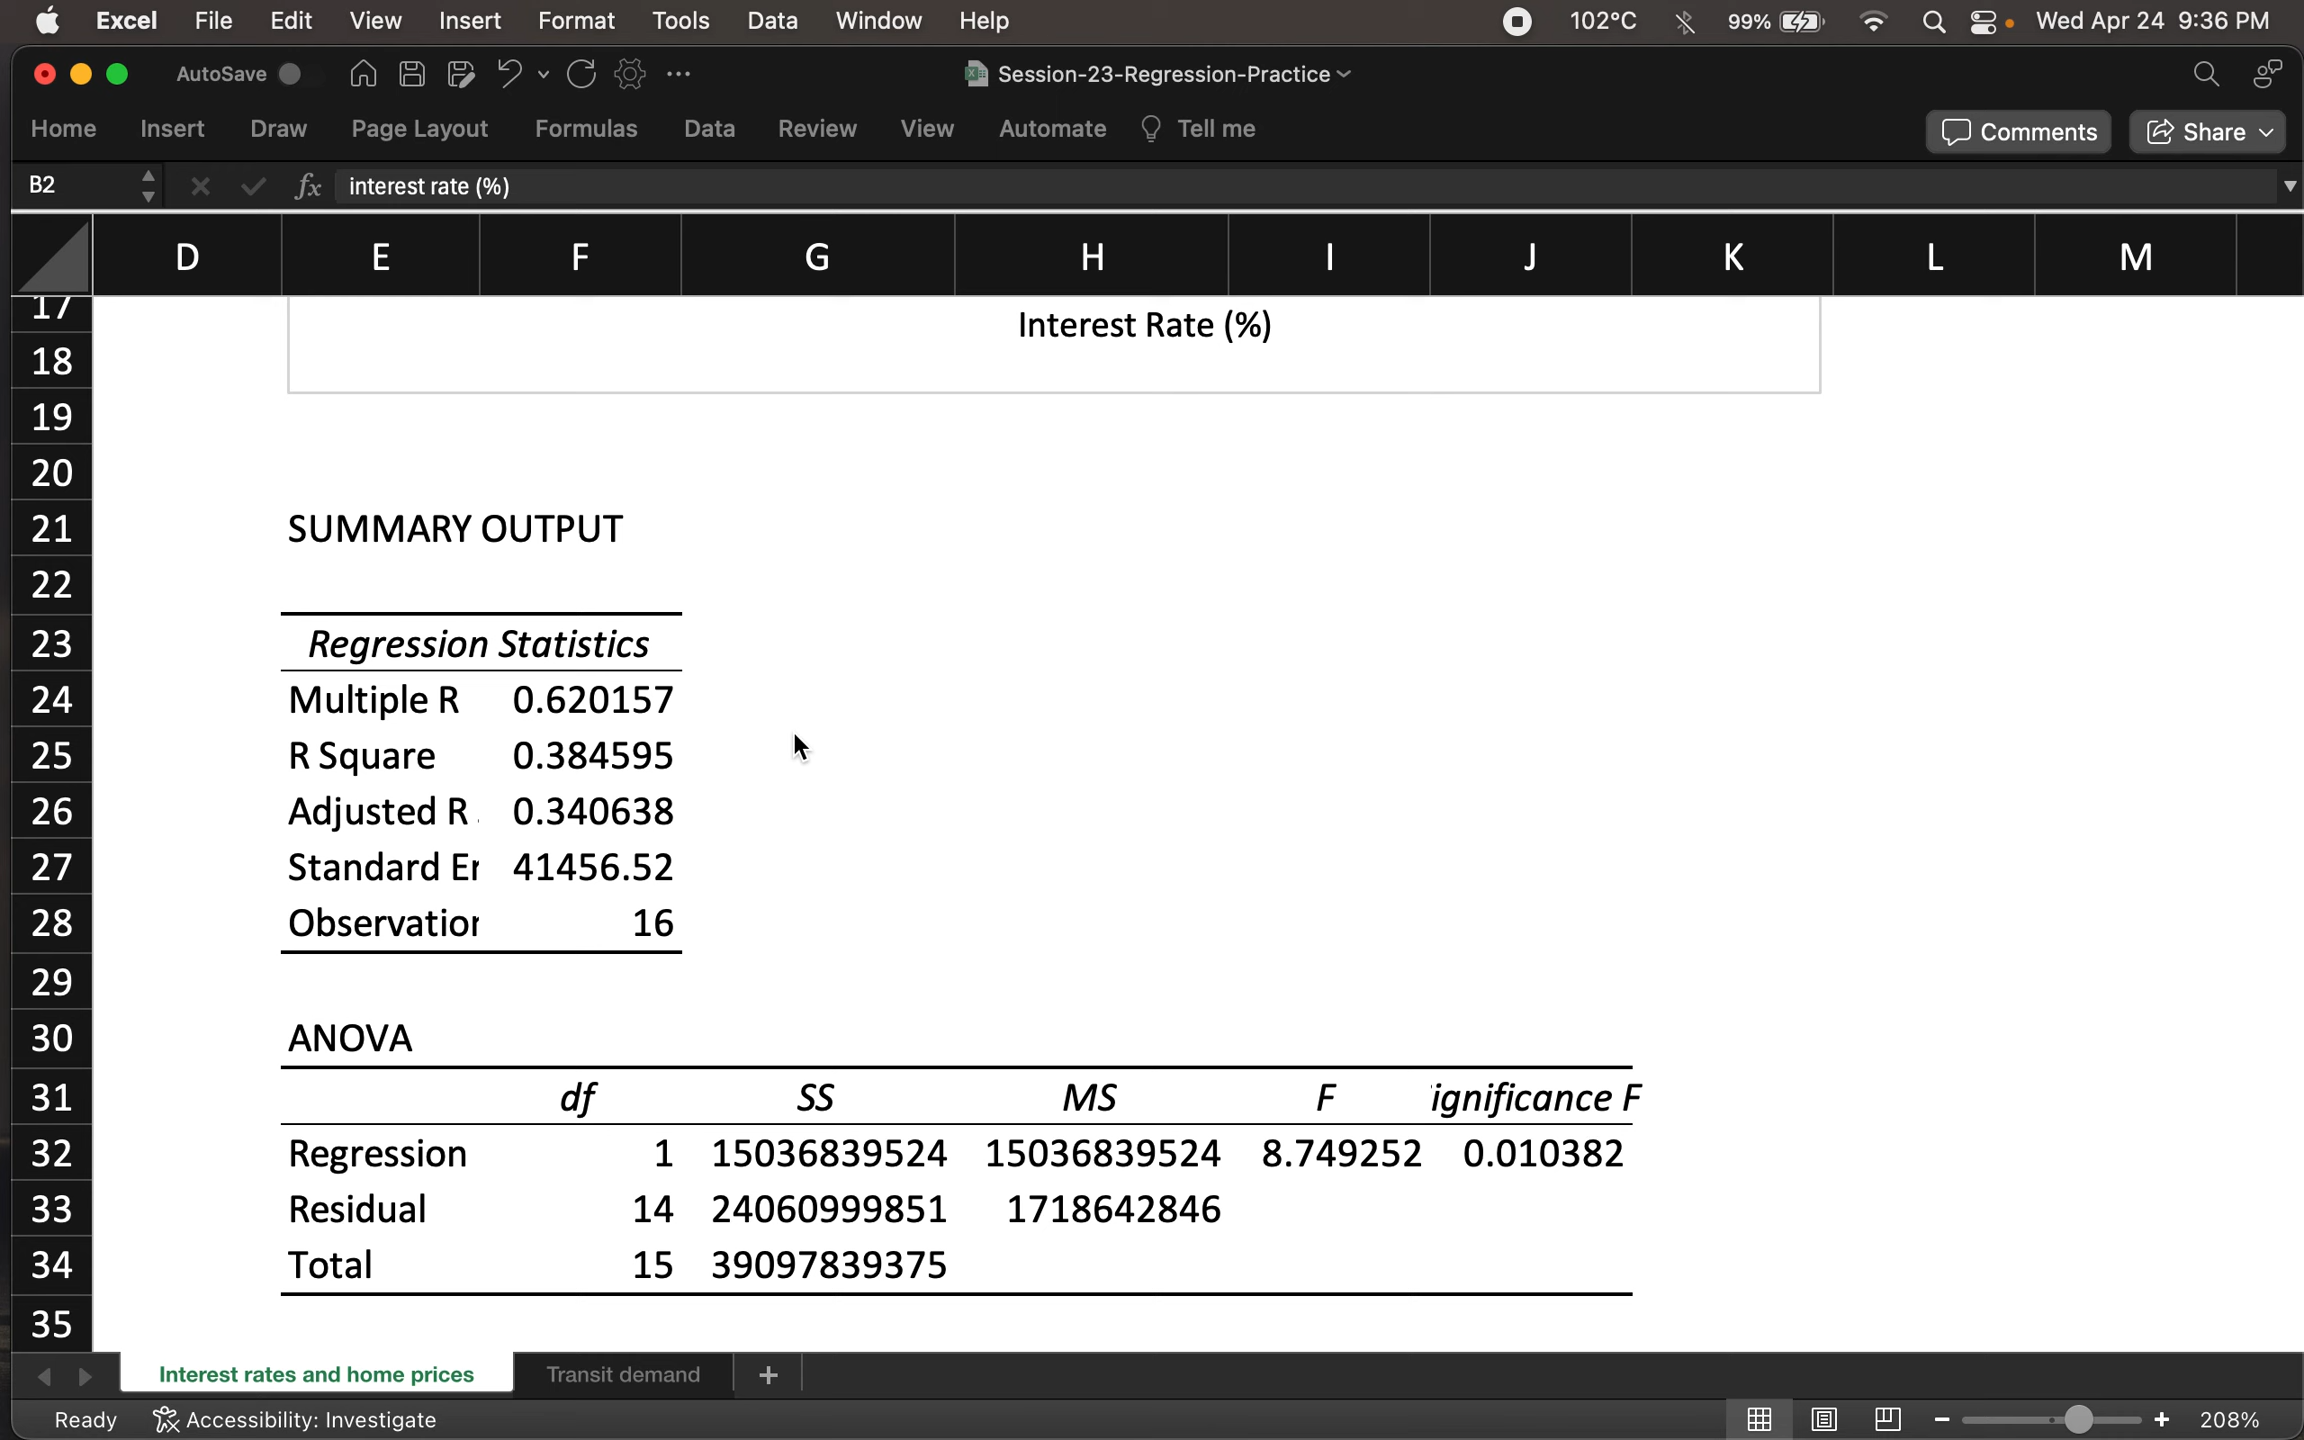 Excel File Edit View Insert Format Tools Data Window Help 102°C 99% Wed Apr 24 9:36 PM
AutoSave Session-23-Regression-Practice
Home Insert Draw Page Layout Formulas Data Review View Automate Tell me Comments Share
B2 fx interest rate (%)
D E F G H I J K L M
17 Interest Rate (%)
18
19
20
21 SUMMARY OUTPUT
22
23 Regression Statistics
24 Multiple R 0.620157
25 R Square 0.384595
26 Adjusted R 0.340638
27 Standard Er 41456.52
28 Observation 16
29
30 ANOVA
31 df SS MS F ignificance F
32 Regression 1 15036839524 15036839524 8.749252 0.010382
33 Residual 14 24060999851 1718642846
34 Total 15 39097839375
35
Interest rates and home prices Transit demand +
Ready Accessibility: Investigate 208%